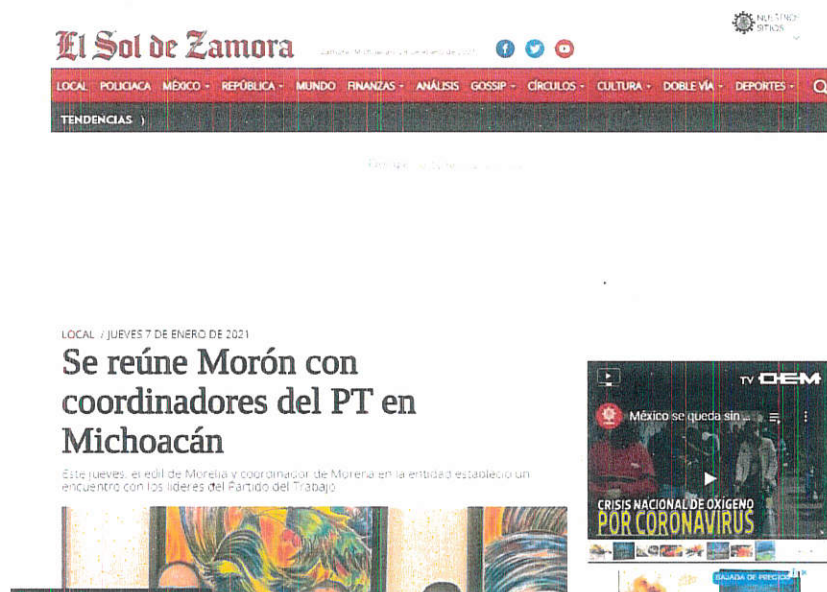 NUESTROS
SITIOS
El Sol de Zamora
LOCAL POLICIACA MÉXICO REPÚBLICA MUNDO FINANZAS ANÁLISIS GOSSIP CÍRCULOS CULTURA DOBLE VÍA DEPORTES
TENDENCIAS
LOCAL / JUEVES 7 DE ENERO DE 2021
Se reúne Morón con
coordinadores del PT en
Michoacán
Este jueves, el edil de Morelia y coordinador de Morena en la entidad estableció un
encuentro con los líderes del Partido del Trabajo
TV OEM
México se queda sin ...
CRISIS NACIONAL DE OXÍGENO
POR CORONAVIRUS
BAJADA DE PRECIO